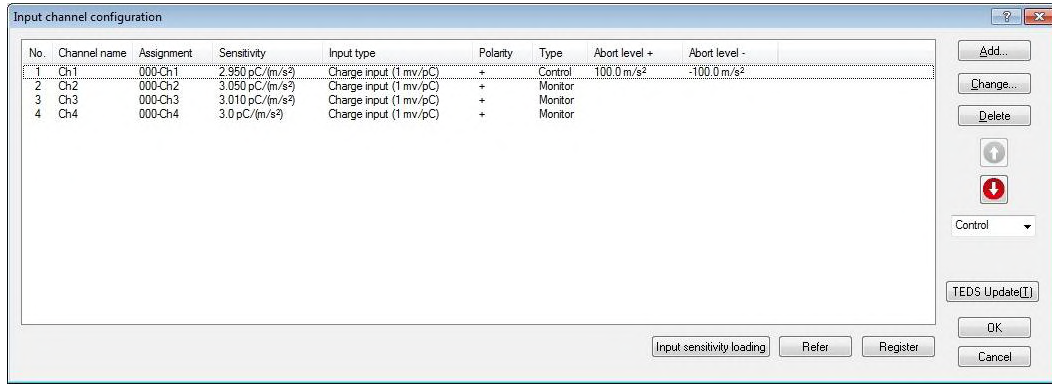 Input channel configuration
No. Channel name Assignment Sensitivity Input type Polarity Type Abort level + Abort level -
1 Ch1 000-Ch1 2.950 pC/(m/s²) Charge input (1 mv/pC) + Control 100.0 m/s² -100.0 m/s²
2 Ch2 000-Ch2 3.050 pC/(m/s²) Charge input (1 mv/pC) + Monitor
3 Ch3 000-Ch3 3.010 pC/(m/s²) Charge input (1 mv/pC) + Monitor
4 Ch4 000-Ch4 3.0 pC/(m/s²) Charge input (1 mv/pC) + Monitor
Add...
Change...
Delete
Control
TEDS Update(T)
OK
Input sensitivity loading Refer Register
Cancel